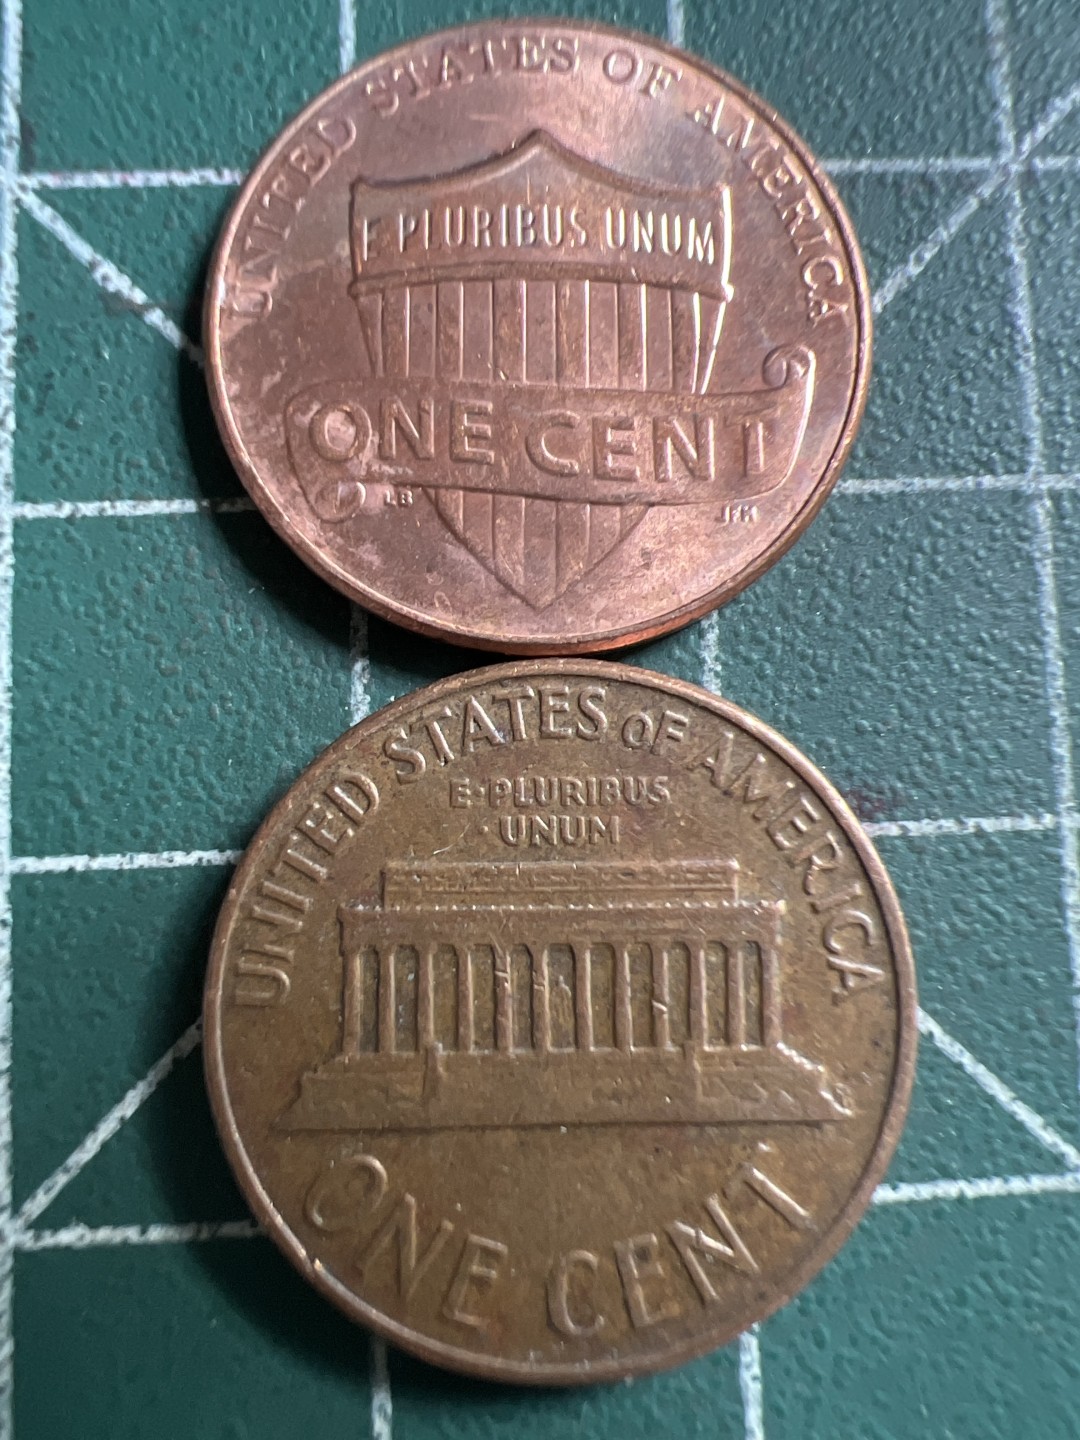 UNITED STATES OF AMERICA
E PLURIBUS UNUM
ONE CENT
LB JFM
UNITED STATES OF AMERICA
E·PLURIBUS
·UNUM
ONE CENT